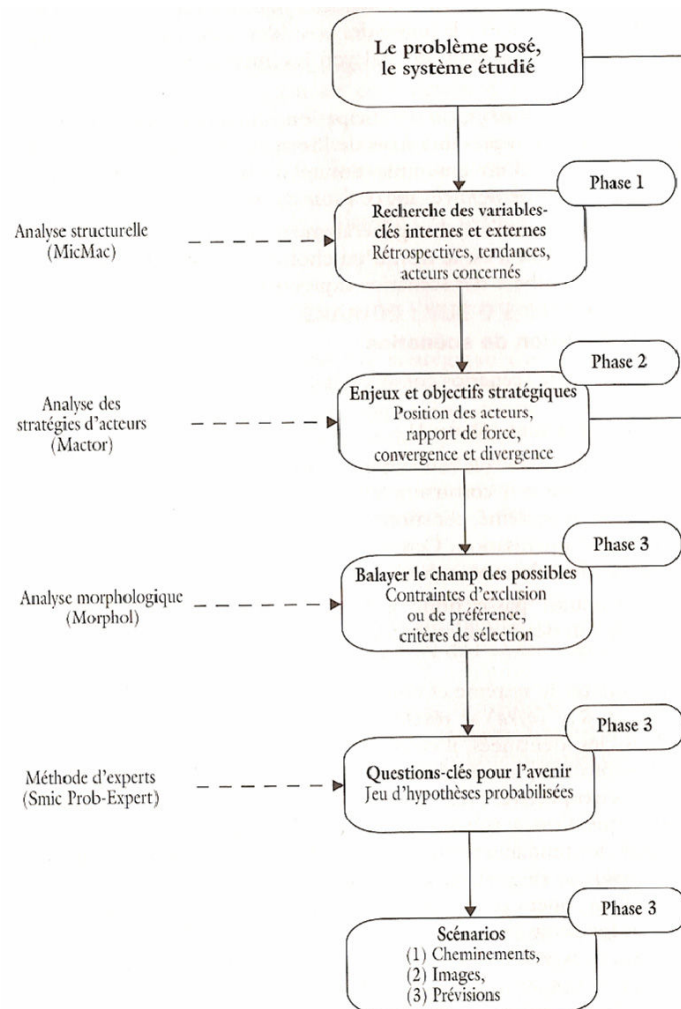 Le problème posé,
le système étudié
Phase 1
Recherche des variables-
clés internes et externes
Rétrospectives, tendances,
acteurs concernés
Analyse structurelle
(MicMac)
Phase 2
Enjeux et objectifs stratégiques
Position des acteurs,
rapport de force,
convergence et divergence
Analyse des
stratégies d'acteurs
(Mactor)
Phase 3
Balayer le champ des possibles
Contraintes d'exclusion
ou de préférence,
critères de sélection
Analyse morphologique
(Morphol)
Phase 3
Questions-clés pour l'avenir
Jeu d'hypothèses probabilisées
Méthode d'experts
(Smic Prob-Expert)
Phase 3
Scénarios
(1) Cheminements,
(2) Images,
(3) Prévisions